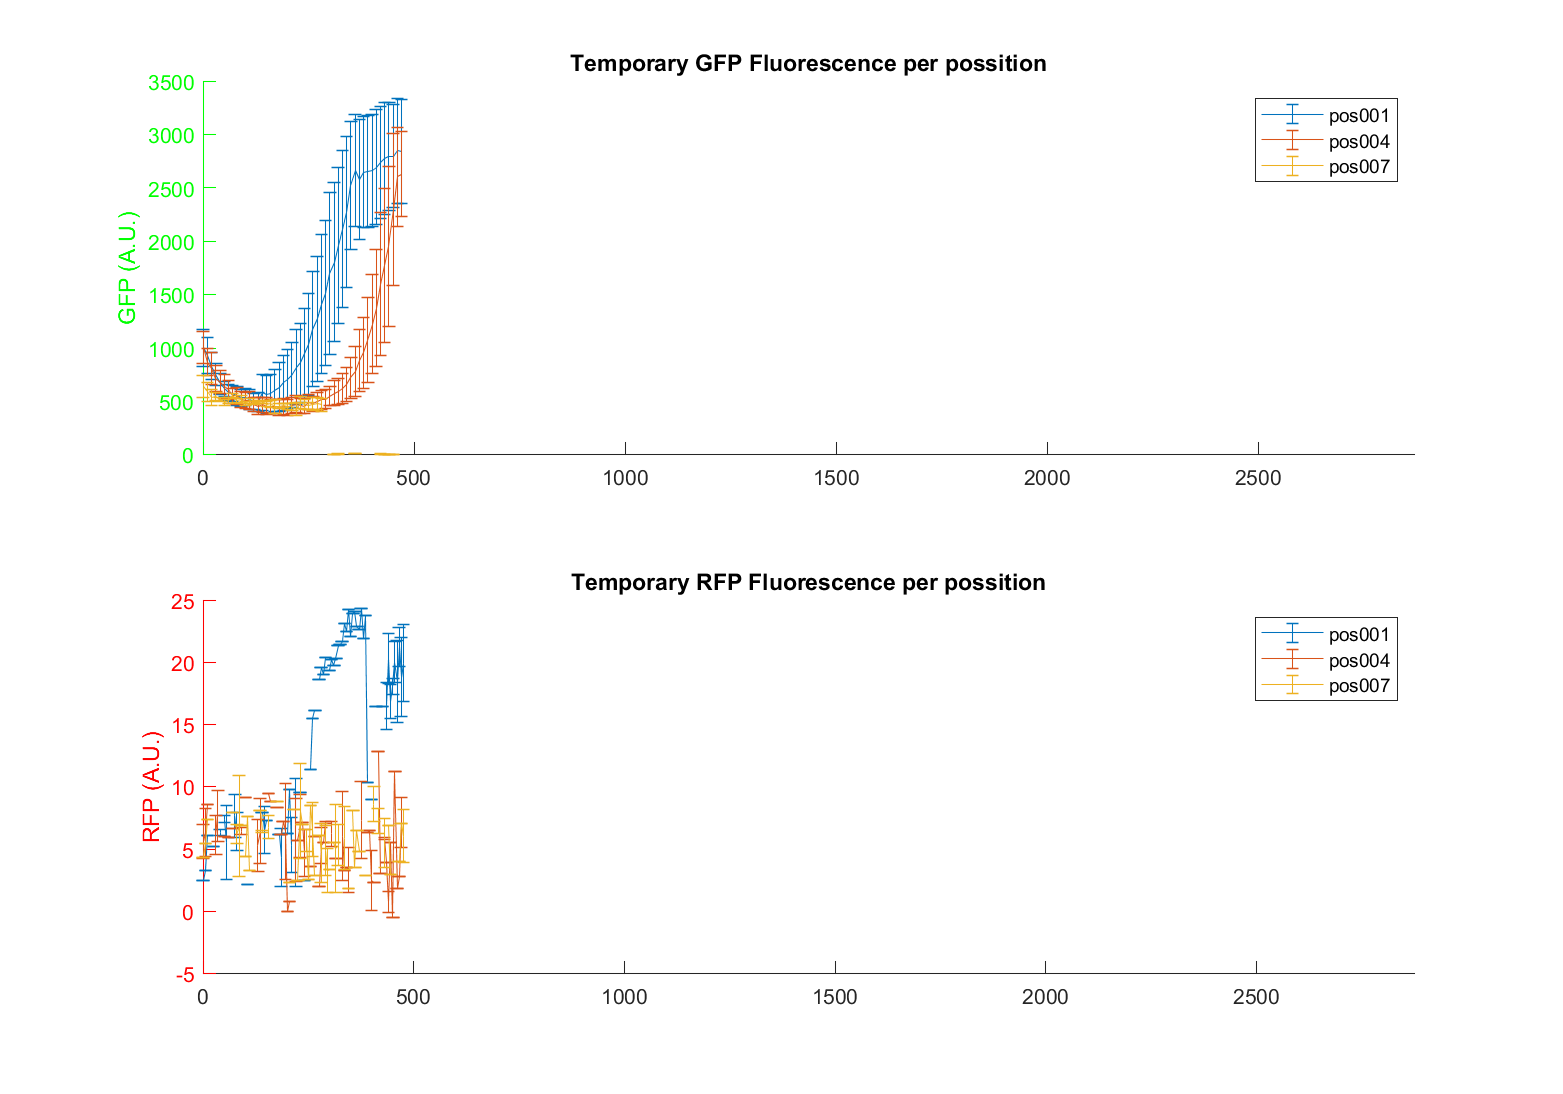 Temporary GFP Fluorescence per possition
3500
3000
2500
2000
1500
1000
500
0
GFP (A.U.)
0 500 1000 1500 2000 2500
pos001
pos004
pos007
Temporary RFP Fluorescence per possition
25
20
15
10
5
0
-5
RFP (A.U.)
0 500 1000 1500 2000 2500
pos001
pos004
pos007